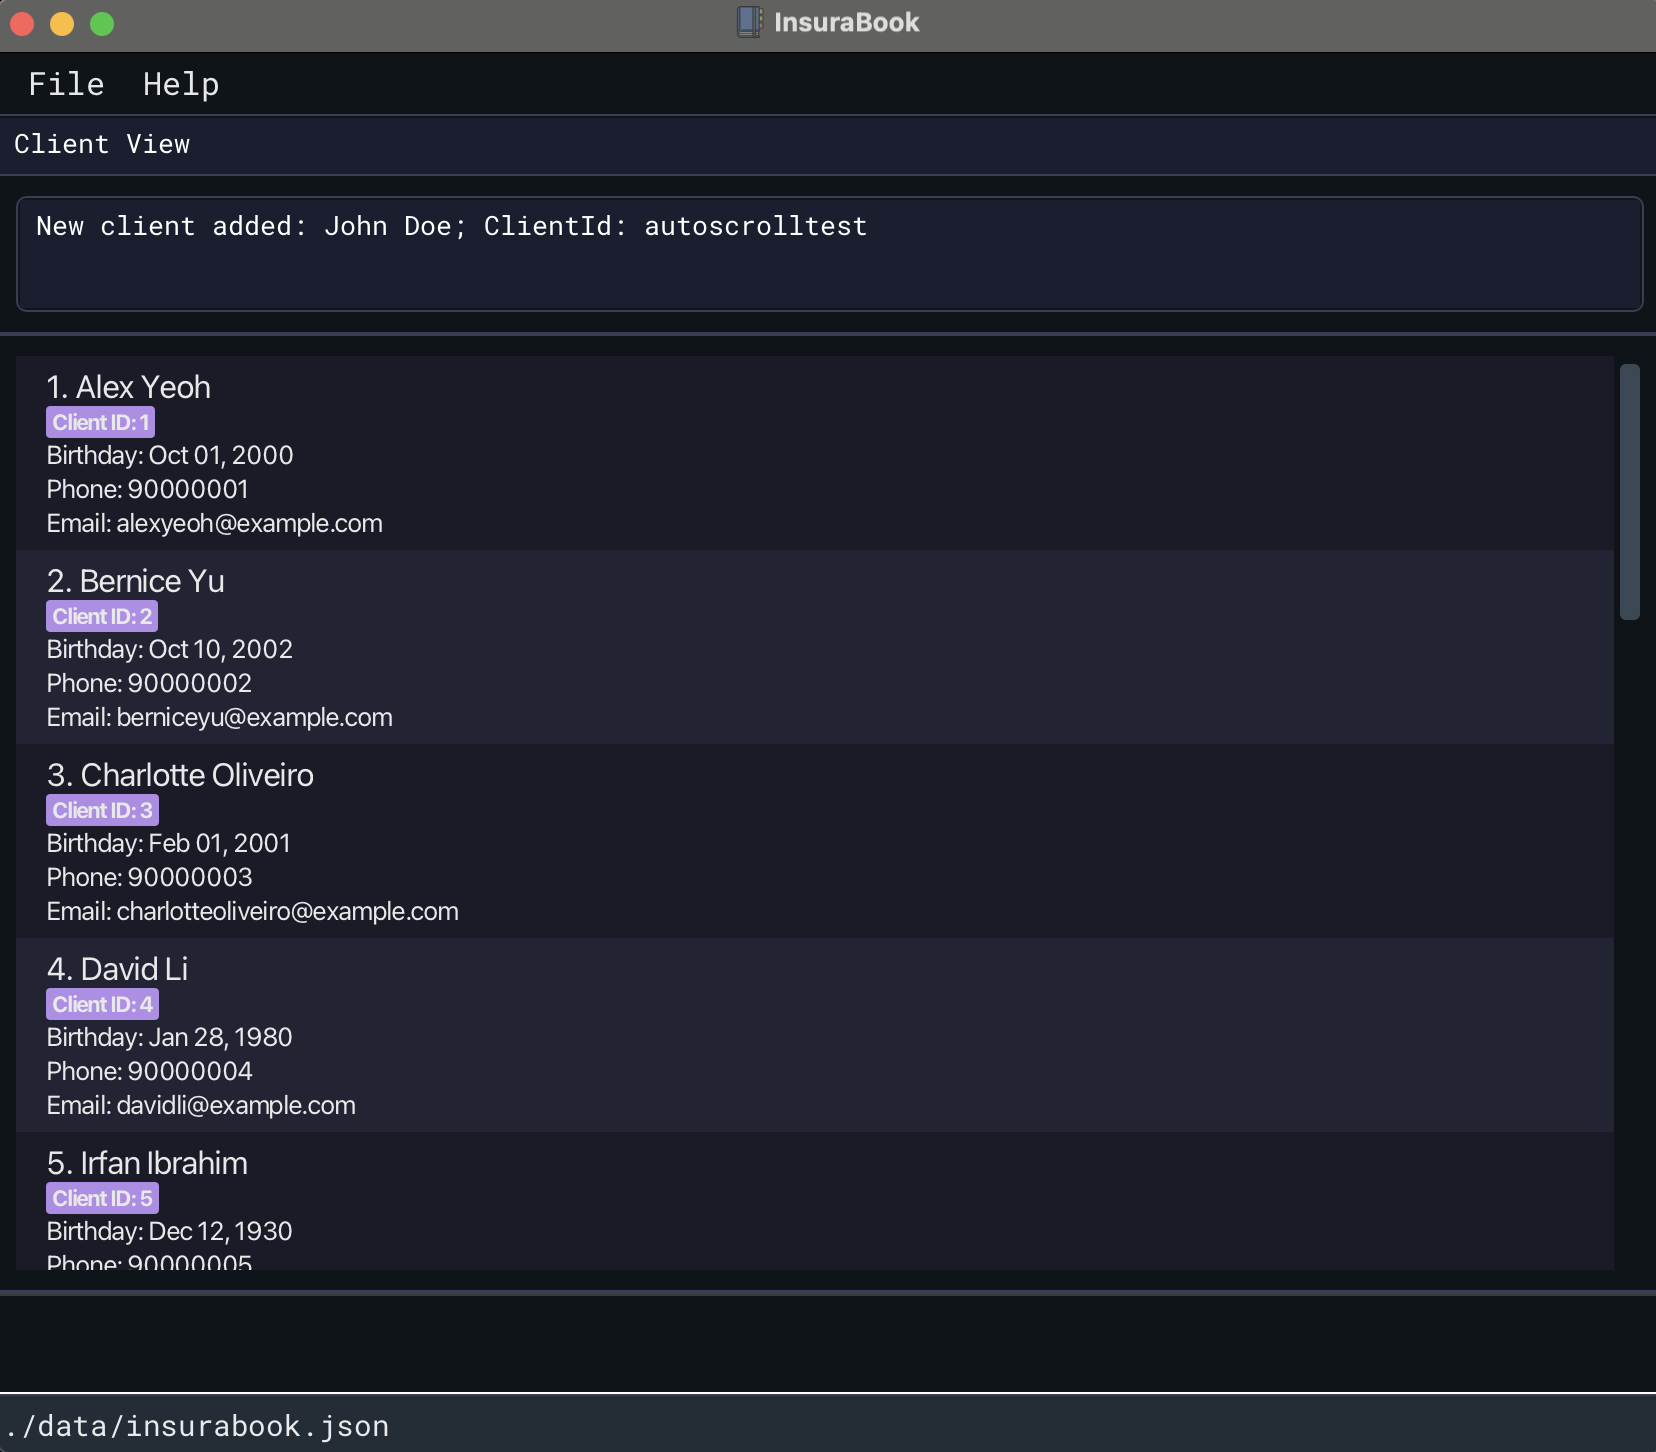 InsuraBook
File Help
Client View
New client added: John Doe; ClientId: autoscrolltest
1. Alex Yeoh
Client ID: 1
Birthday: Oct 01, 2000
Phone: 90000001
Email: alexyeoh@example.com
2. Bernice Yu
Client ID: 2
Birthday: Oct 10, 2002
Phone: 90000002
Email: berniceyu@example.com
3. Charlotte Oliveiro
Client ID: 3
Birthday: Feb 01, 2001
Phone: 90000003
Email: charlotteoliveiro@example.com
4. David Li
Client ID: 4
Birthday: Jan 28, 1980
Phone: 90000004
Email: davidli@example.com
5. Irfan Ibrahim
Client ID: 5
Birthday: Dec 12, 1930
Phone: 90000005
./data/insurabook.json